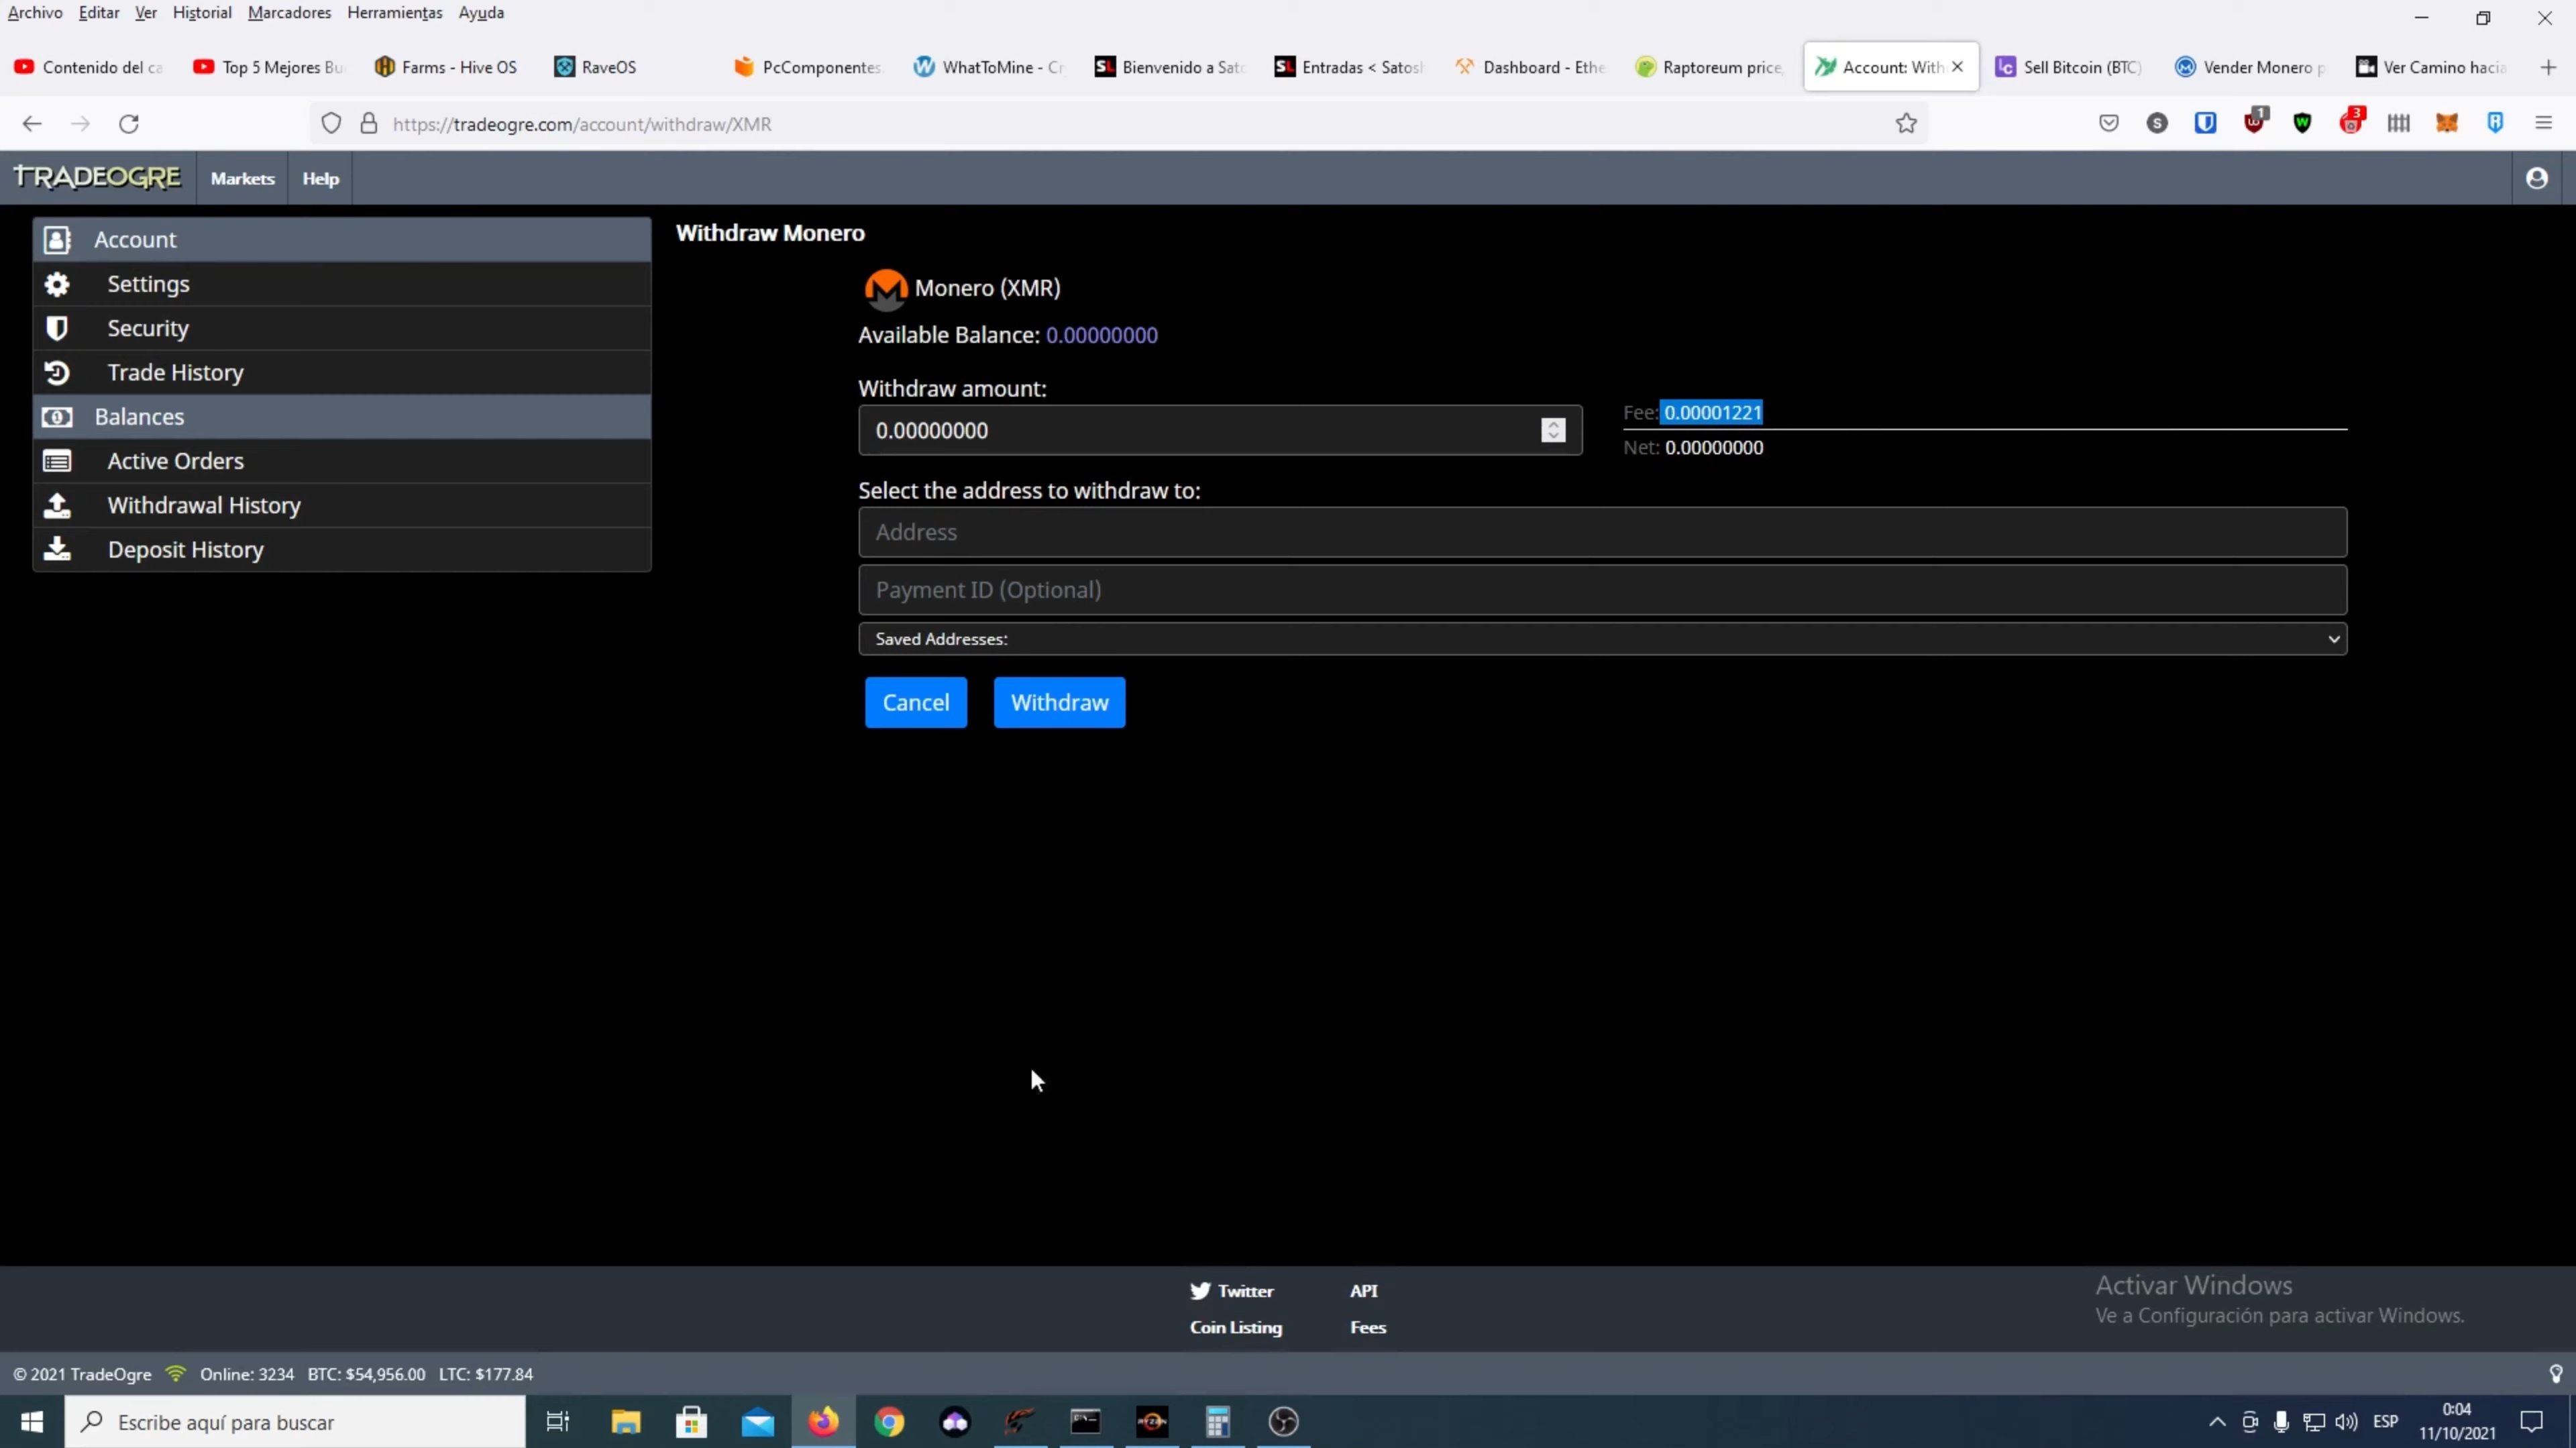 Archivo Editar Ver Historial Marcadores Herramientas Ayuda
Contenido del ca Top 5 Mejores Bu Farms - Hive OS RaveOS PcComponentes. WhatToMine - Cr Bienvenido a Sato Entradas < Satosh Dashboard - Ethe Raptoreum price, Account: With Sell Bitcoin (BTC) Vender Monero p Ver Camino hacia
https://tradeogre.com/account/withdraw/XMR
TRADEOGRE Markets Help
Account
Settings
Security
Trade History
Balances
Active Orders
Withdrawal History
Deposit History
Withdraw Monero
Monero (XMR)
Available Balance: 0.00000000
Withdraw amount:
0.00000000
Fee: 0.00001221
Net: 0.00000000
Select the address to withdraw to:
Address
Payment ID (Optional)
Saved Addresses:
Cancel Withdraw
Twitter API
Coin Listing Fees
Activar Windows
Ve a Configuración para activar Windows.
© 2021 TradeOgre Online: 3234 BTC: $54,956.00 LTC: $177.84
Escribe aquí para buscar
RYZEN
ESP
0:04
11/10/2021